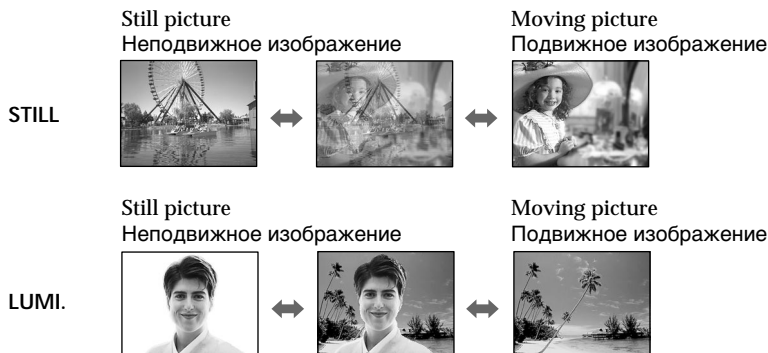 Still picture
Неподвижное изображение
Moving picture
Подвижное изображение
STILL
Still picture
Неподвижное изображение
Moving picture
Подвижное изображение
LUMI.